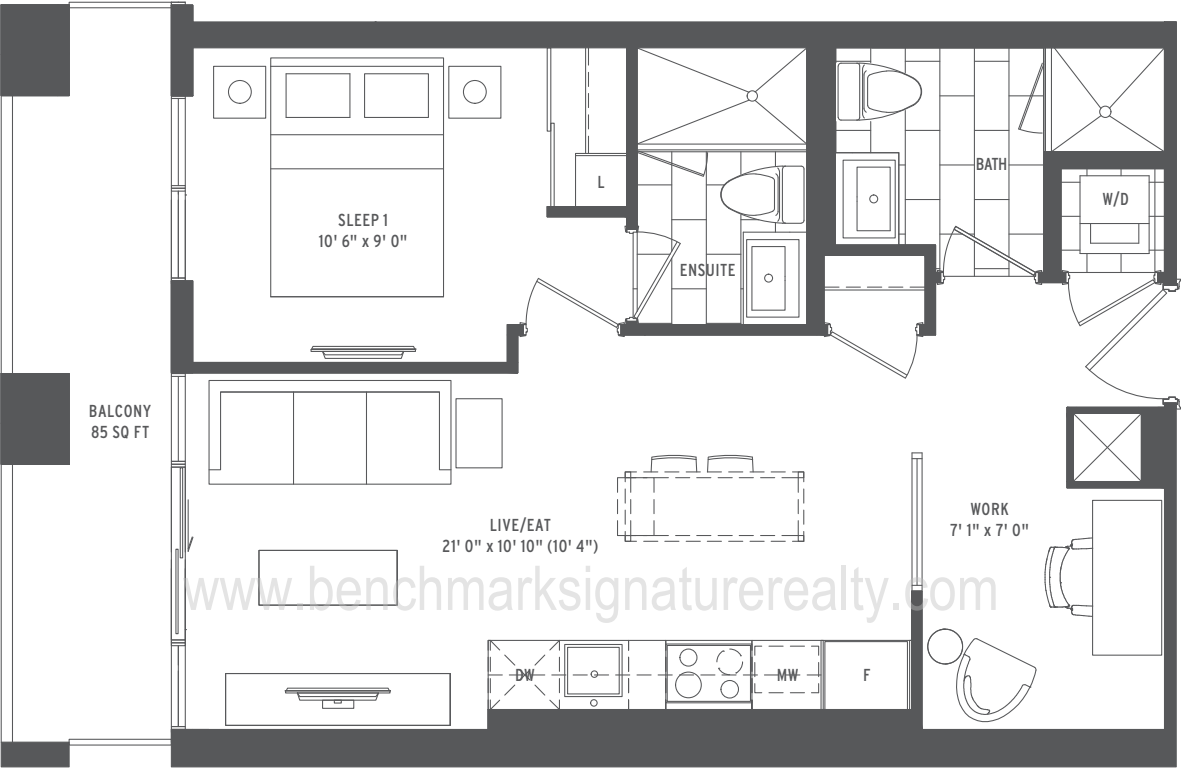 SLEEP 1
10' 6" x 9' 0"
L
ENSUITE
BATH
W/D
BALCONY
85 SQ FT
LIVE/EAT
21' 0" x 10' 10" (10' 4")
WORK
7' 1" x 7' 0"
www.benchmarksignaturerealty.com
DW
MW
F